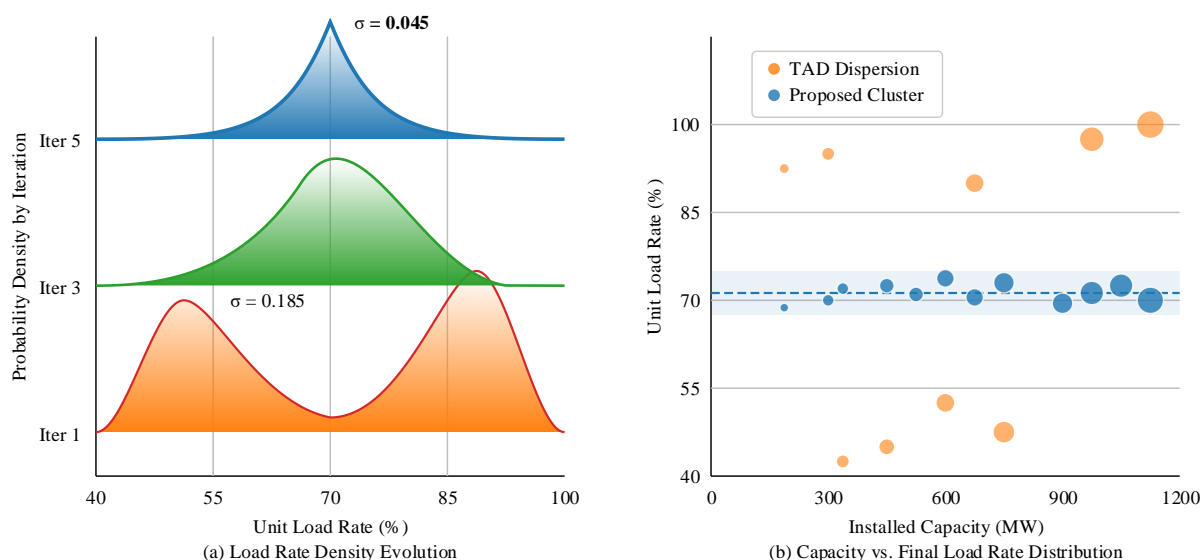 σ = 0.045
Iter 5
Iter 3
σ = 0.185
Iter 1
Probability Density by Iteration
40 55 70 85 100
Unit Load Rate (%)
(a) Load Rate Density Evolution
TAD Dispersion
Proposed Cluster
100
85
70
55
40
Unit Load Rate (%)
0 300 600 900 1200
Installed Capacity (MW)
(b) Capacity vs. Final Load Rate Distribution